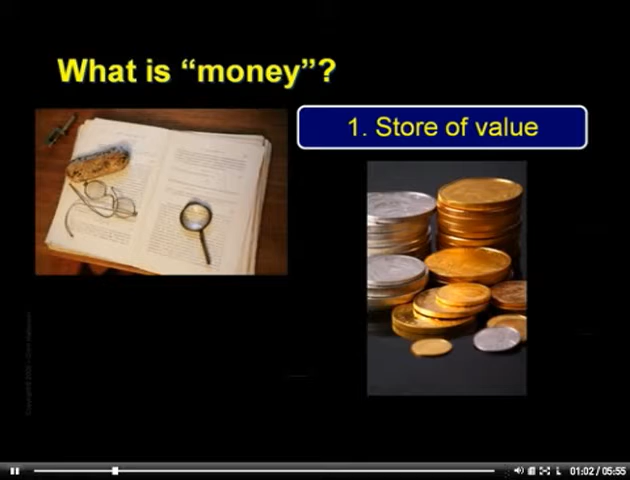 What is “money”?
1. Store of value
01:02 / 05:55